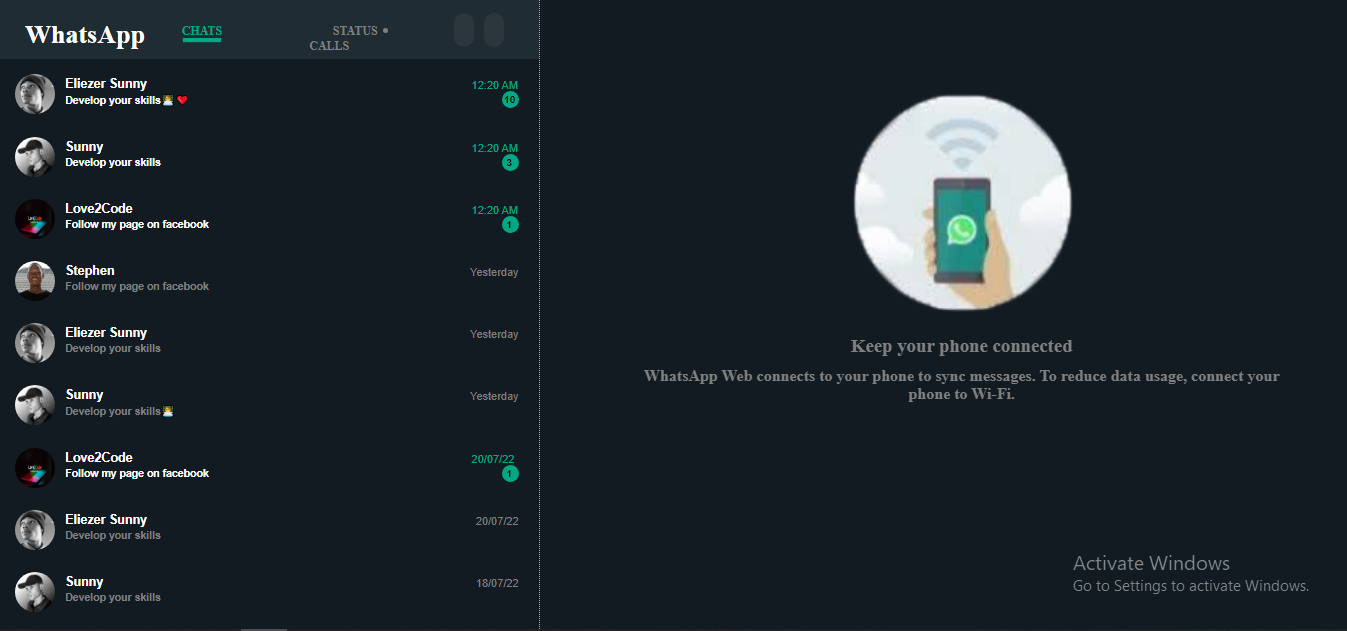 WhatsApp
CHATS
STATUS •
CALLS
Eliezer Sunny
12:20 AM
Develop your skills👨‍💻 ❤️
10
Sunny
12:20 AM
Develop your skills
3
Love2Code
12:20 AM
Follow my page on facebook
1
Stephen
Yesterday
Follow my page on facebook
Eliezer Sunny
Yesterday
Develop your skills
Sunny
Yesterday
Develop your skills👨‍💻
Love2Code
20/07/22
Follow my page on facebook
1
Eliezer Sunny
20/07/22
Develop your skills
Sunny
18/07/22
Develop your skills
Keep your phone connected
WhatsApp Web connects to your phone to sync messages. To reduce data usage, connect your
phone to Wi-Fi.
Activate Windows
Go to Settings to activate Windows.